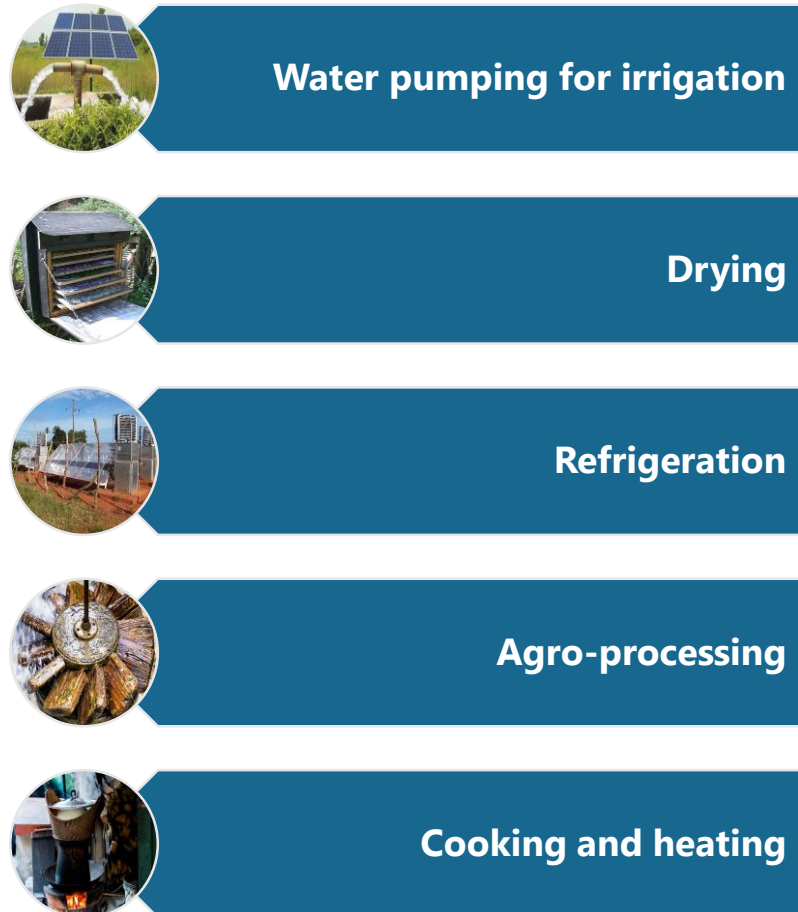 Water pumping for irrigation
Drying
Refrigeration
Agro-processing
Cooking and heating